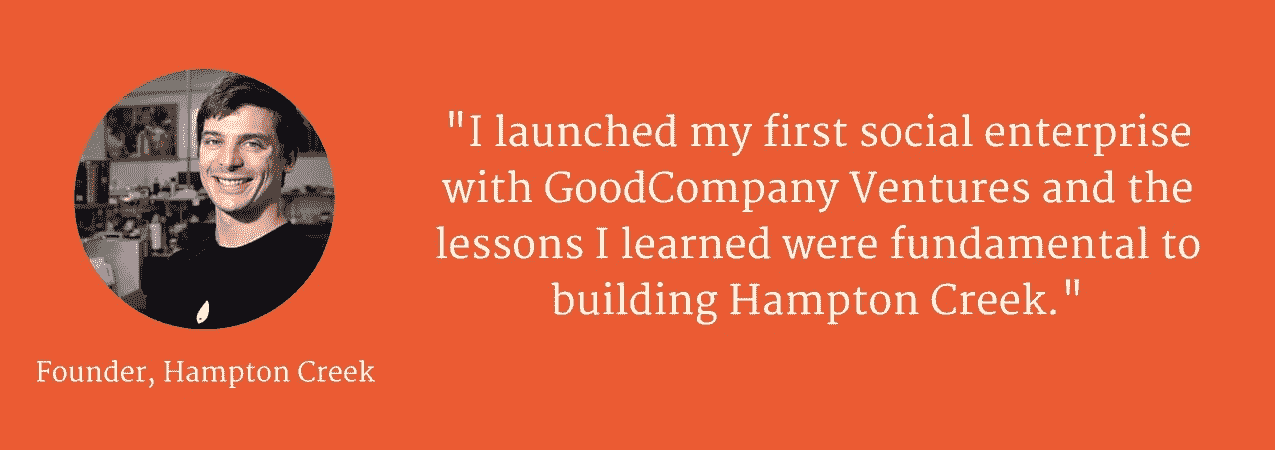 "I launched my first social enterprise
with GoodCompany Ventures and the
lessons I learned were fundamental to
building Hampton Creek."
Founder, Hampton Creek